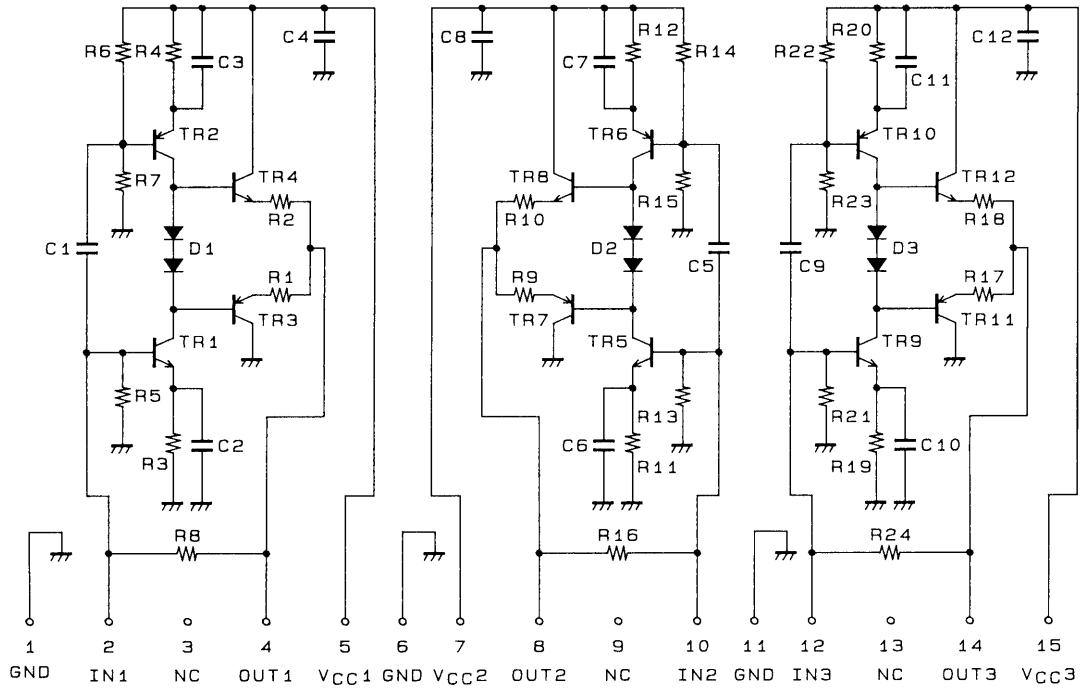 R6 R4 C3 C4 C8 C7 R12 R14 R22 R20 C11 C12
TR2 TR6 TR10
R7 TR4 TR8 R15 R23 TR12
R2 R10 R18
C1 D1 D2 C5 C9 D3
R1 R9 R17
TR3 TR7 TR11
TR1 TR5 TR9
R5 R13 R21
R3 C2 C6 R11 R19 C10
R8 R16 R24
1 2 3 4 5 6 7 8 9 10 11 12 13 14 15
GND IN1 NC OUT1 VCC1 GND VCC2 OUT2 NC IN2 GND IN3 NC OUT3 VCC3